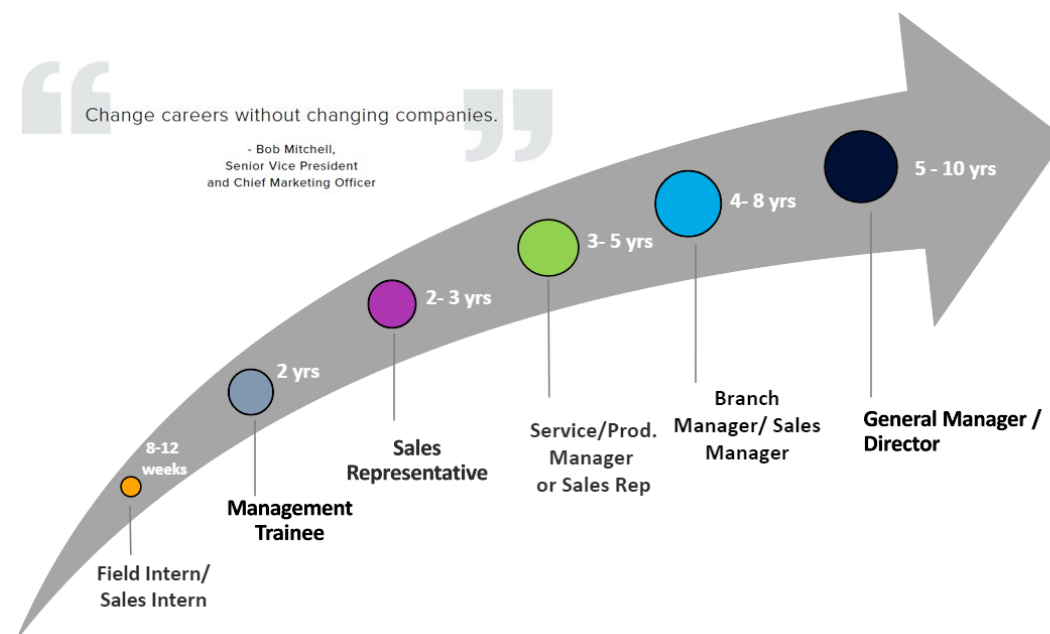 Change careers without changing companies.
- Bob Mitchell,
Senior Vice President
and Chief Marketing Officer
8-12
weeks
Field Intern/
Sales Intern
2 yrs
Management
Trainee
2- 3 yrs
Sales
Representative
3- 5 yrs
Service/Prod.
Manager
or Sales Rep
4- 8 yrs
Branch
Manager/ Sales
Manager
5 - 10 yrs
General Manager /
Director